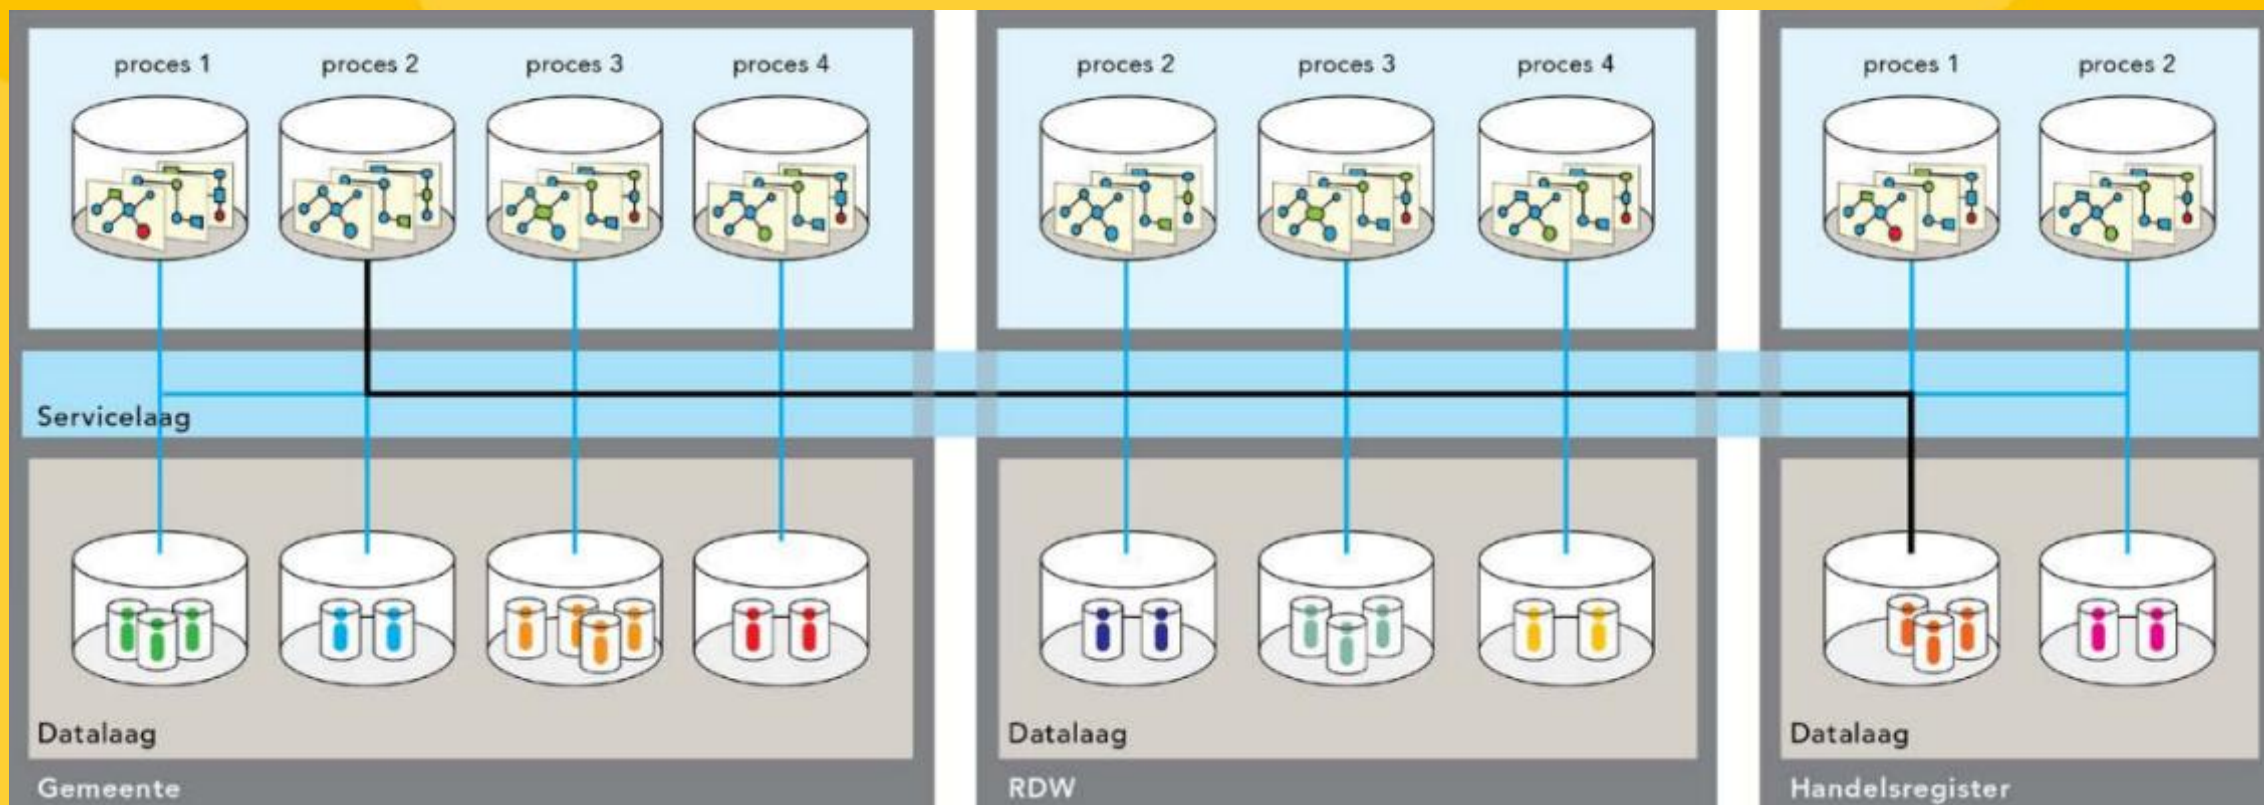 proces 1 proces 2 proces 3 proces 4
proces 2 proces 3 proces 4
proces 1 proces 2
Servicelaag
Datalaag
Datalaag
Datalaag
Gemeente
RDW
Handelsregister